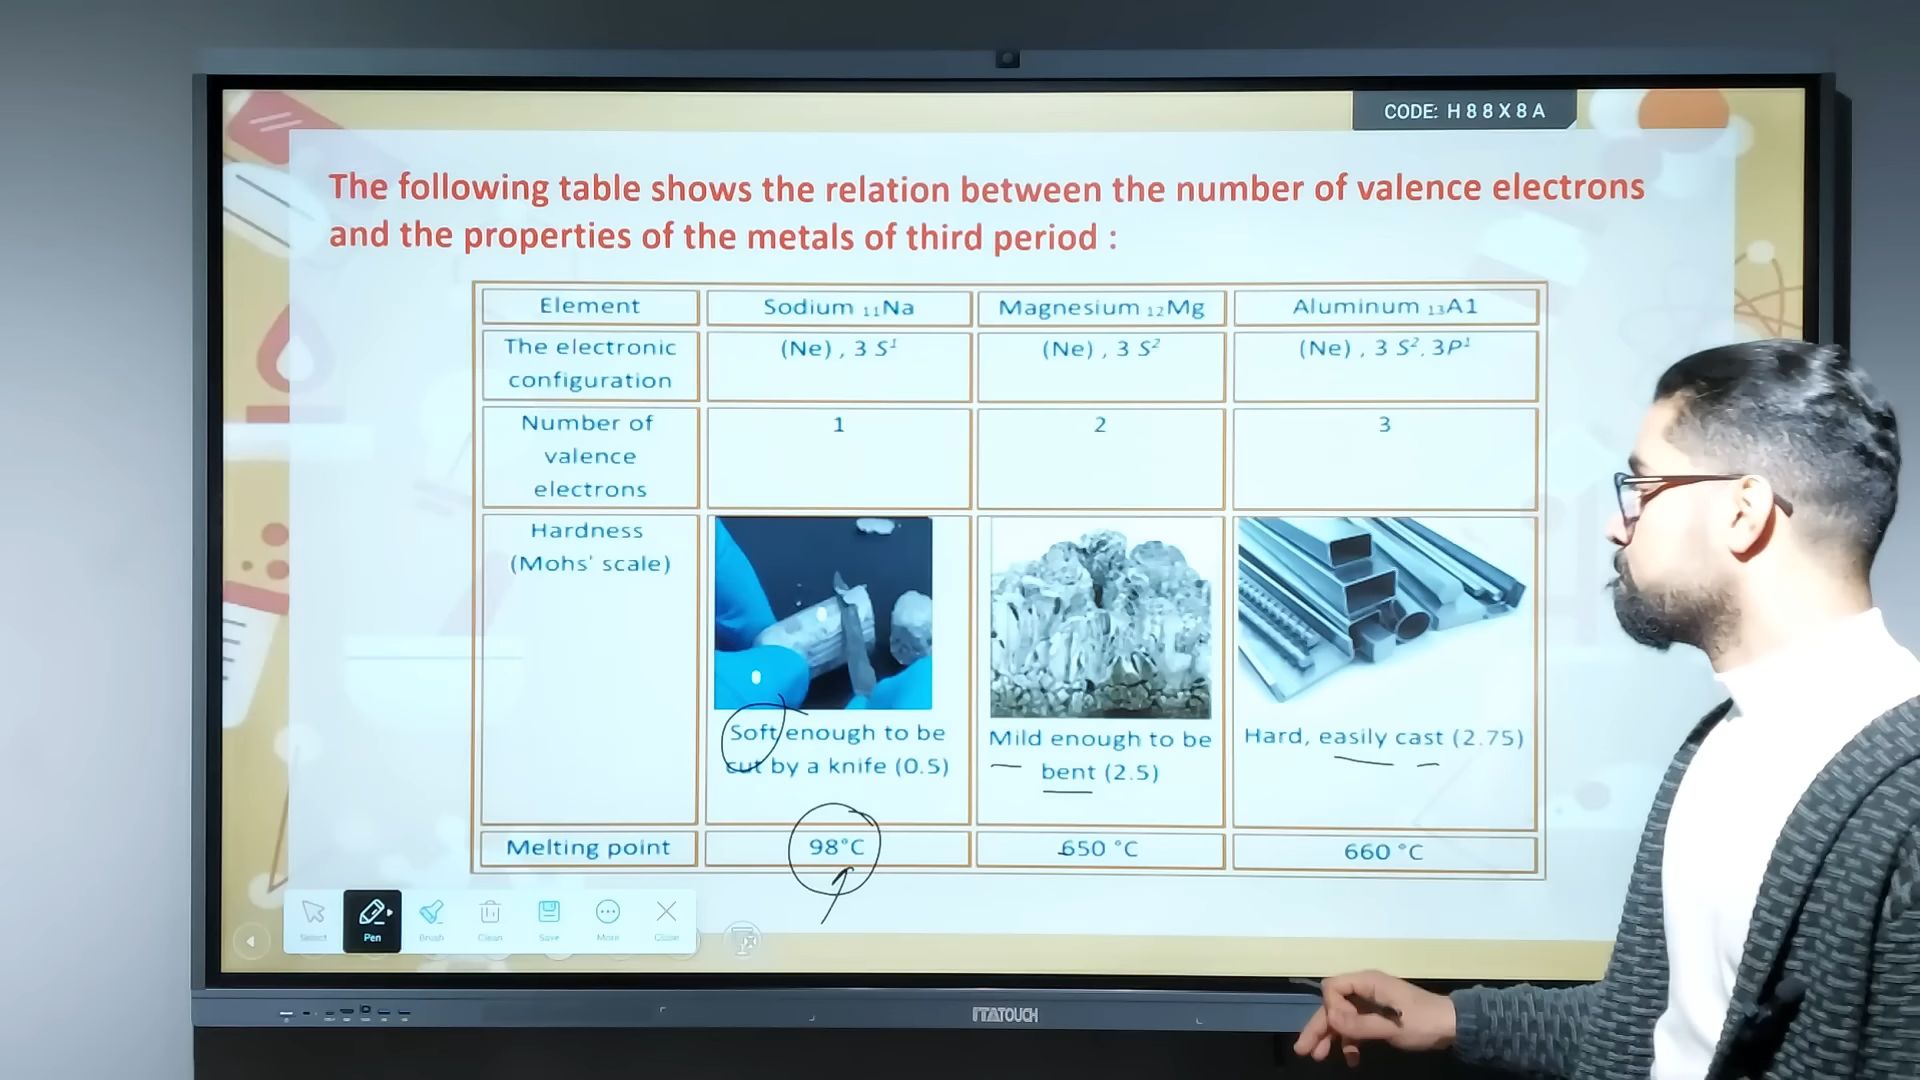 CODE: H88X8A
The following table shows the relation between the number of valence electrons
and the properties of the metals of third period :
Element
Sodium ₁₁Na
Magnesium ₁₂Mg
Aluminum ₁₃A1
The electronic
configuration
(Ne) , 3 S¹
(Ne) , 3 S²
(Ne) , 3 S². 3P¹
Number of
valence
electrons
1
2
3
Hardness
(Mohs' scale)
Soft enough to be
cut by a knife (0.5)
Mild enough to be
bent (2.5)
Hard, easily cast (2.75)
Melting point
98°C
650 °C
660 °C
Select
Pen
Brush
Clean
Save
More
Close
ITATOUCH